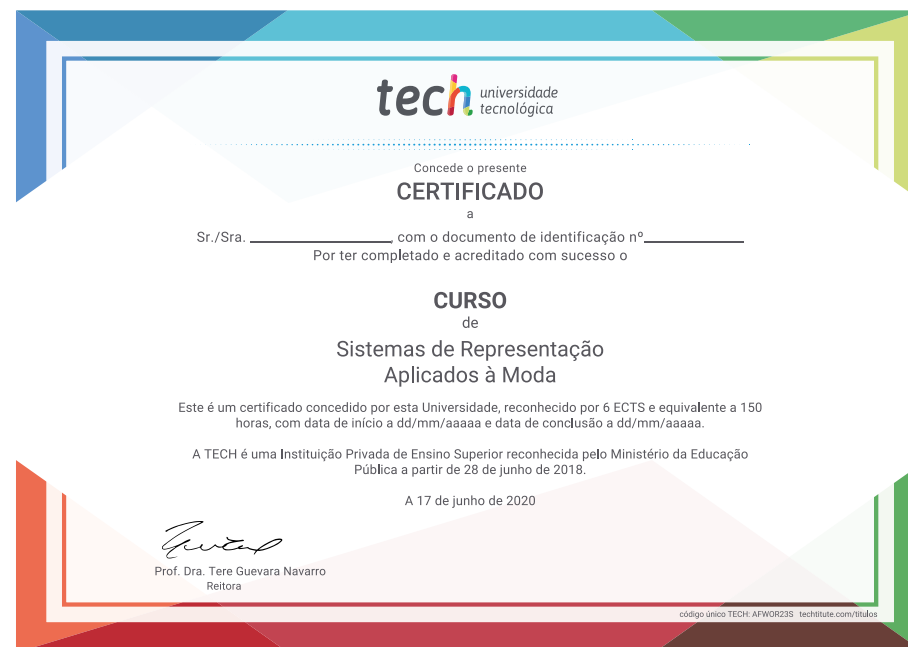 tech universidade
tecnológica
Concede o presente
CERTIFICADO
a
Sr./Sra. ____________________, com o documento de identificação nº______________
Por ter completado e acreditado com sucesso o
CURSO
de
Sistemas de Representação
Aplicados à Moda
Este é um certificado concedido por esta Universidade, reconhecido por 6 ECTS e equivalente a 150
horas, com data de início a dd/mm/aaaaa e data de conclusão a dd/mm/aaaaa.
A TECH é uma Instituição Privada de Ensino Superior reconhecida pelo Ministério da Educação
Pública a partir de 28 de junho de 2018.
A 17 de junho de 2020
Prof. Dra. Tere Guevara Navarro
Reitora
código único TECH: AFWOR23S techtitute.com/titulos